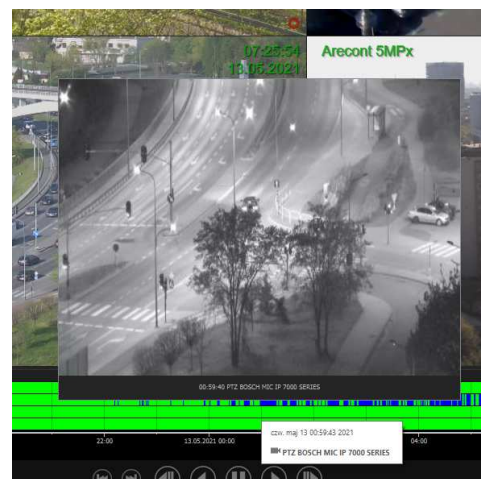 07:25:54
13.05.2021
Arecont 5MPx
00:59:40 PTZ BOSCH MIC IP 7000 SERIES
czw. maj 13 00:59:43 2021
PTZ BOSCH MIC IP 7000 SERIES
22:00
13.05.2021 00:00
04:00